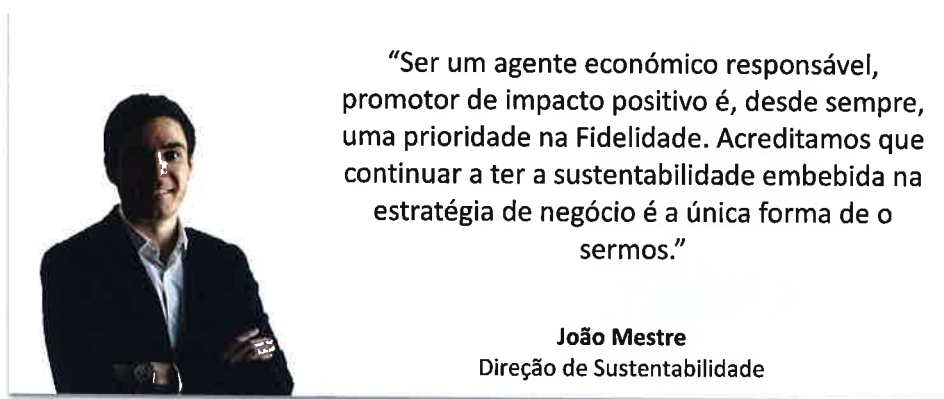 “Ser um agente económico responsável,
promotor de impacto positivo é, desde sempre,
uma prioridade na Fidelidade. Acreditamos que
continuar a ter a sustentabilidade embebida na
estratégia de negócio é a única forma de o
sermos.”
João Mestre
Direção de Sustentabilidade